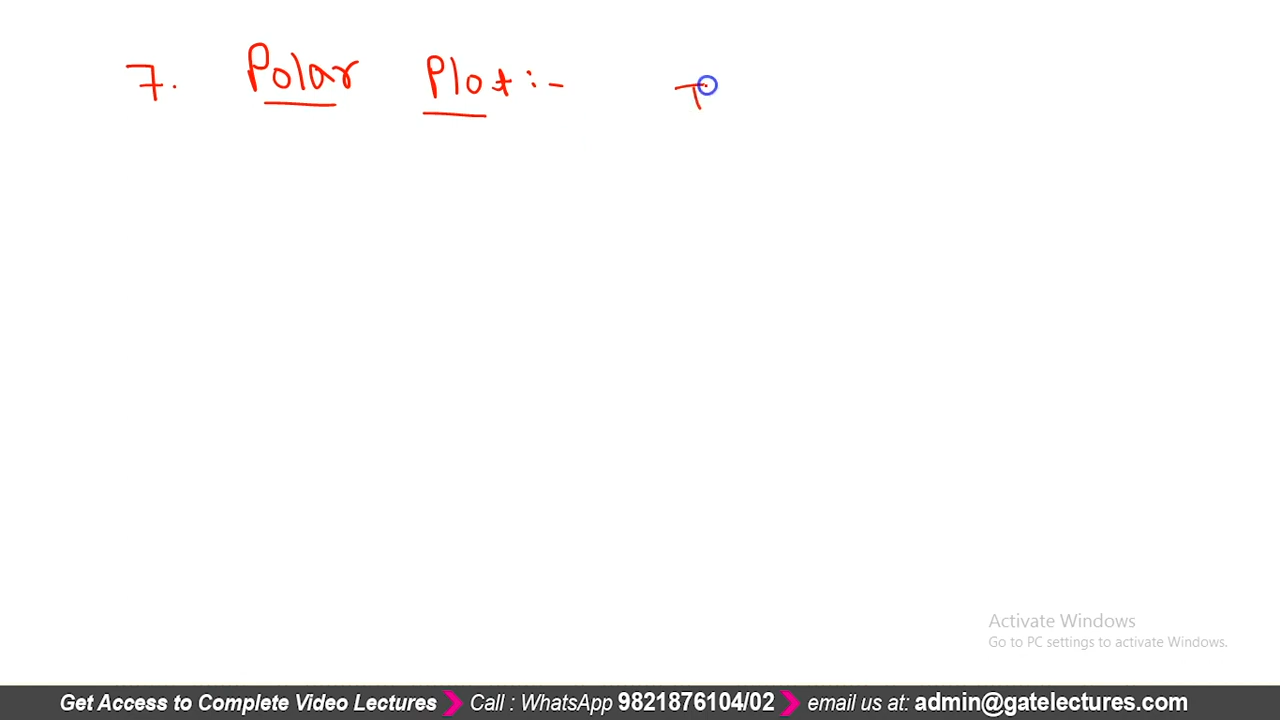 7. Polar Plot :- T
Activate Windows
Go to PC settings to activate Windows.
Get Access to Complete Video Lectures Call : WhatsApp 9821876104/02 email us at: admin@gatelectures.com